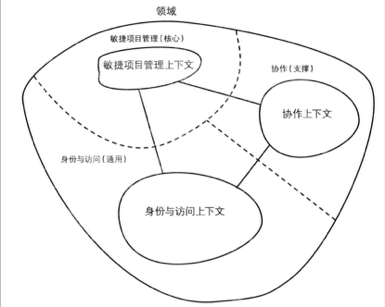 领域
敏捷项目管理(核心)
敏捷项目管理上下文
协作(支撑)
协作上下文
身份与访问(通用)
身份与访问上下文